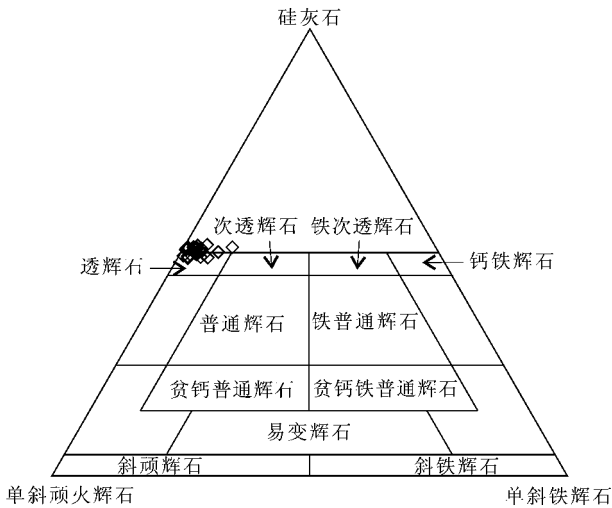 硅灰石
次透辉石 铁次透辉石
透辉石 钙铁辉石
普通辉石 铁普通辉石
贫钙普通辉石 贫钙铁普通辉石
易变辉石
斜顽辉石 斜铁辉石
单斜顽火辉石 单斜铁辉石